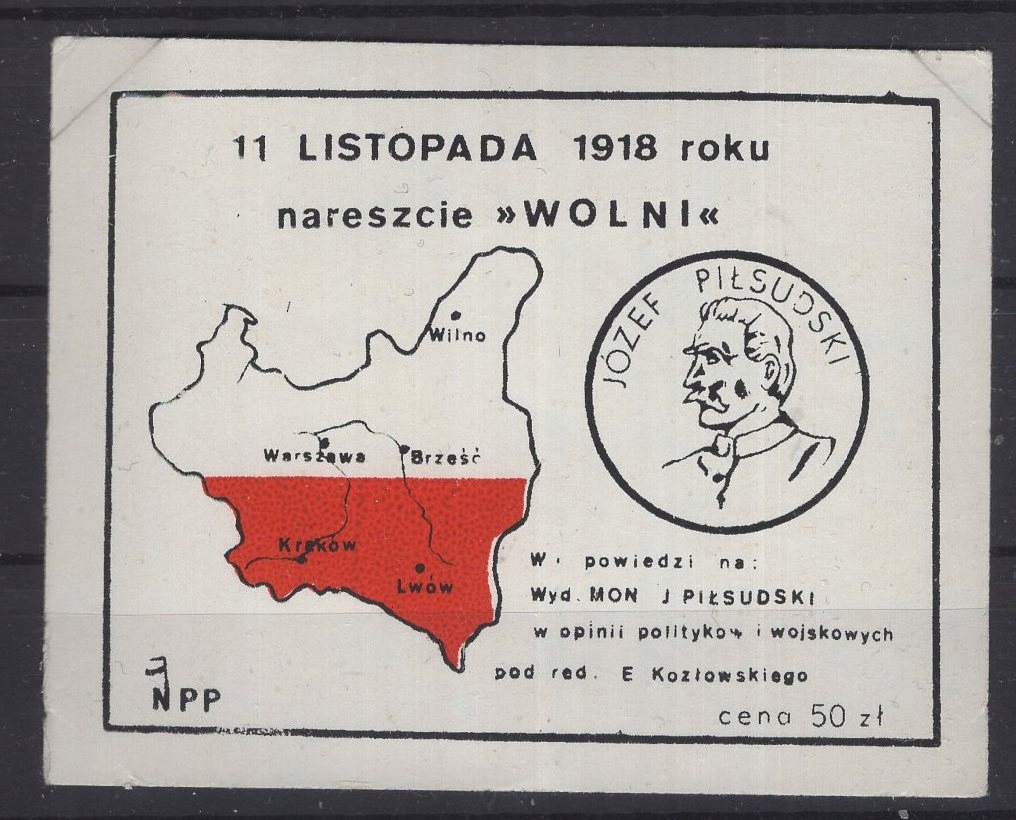 11 LISTOPADA 1918 roku
nareszcie »WOLNI«
JÓZEF PIŁSUDSKI
Wilno
Warszawa
Brześć
Kraków
Lwów
powiedzi na:
Wyd. MON J PIŁSUDSKI
w opinii polityków i wojskowych
pod red. E Kozłowskiego
NPP
cena 50 zł